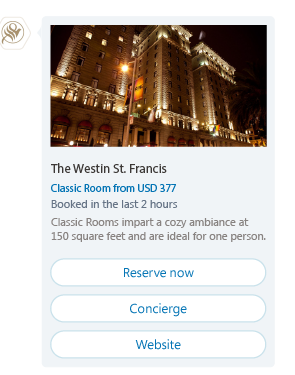 The Westin St. Francis
Classic Room from USD 377
Booked in the last 2 hours
Classic Rooms impart a cozy ambiance at
150 square feet and are ideal for one person.
Reserve now
Concierge
Website